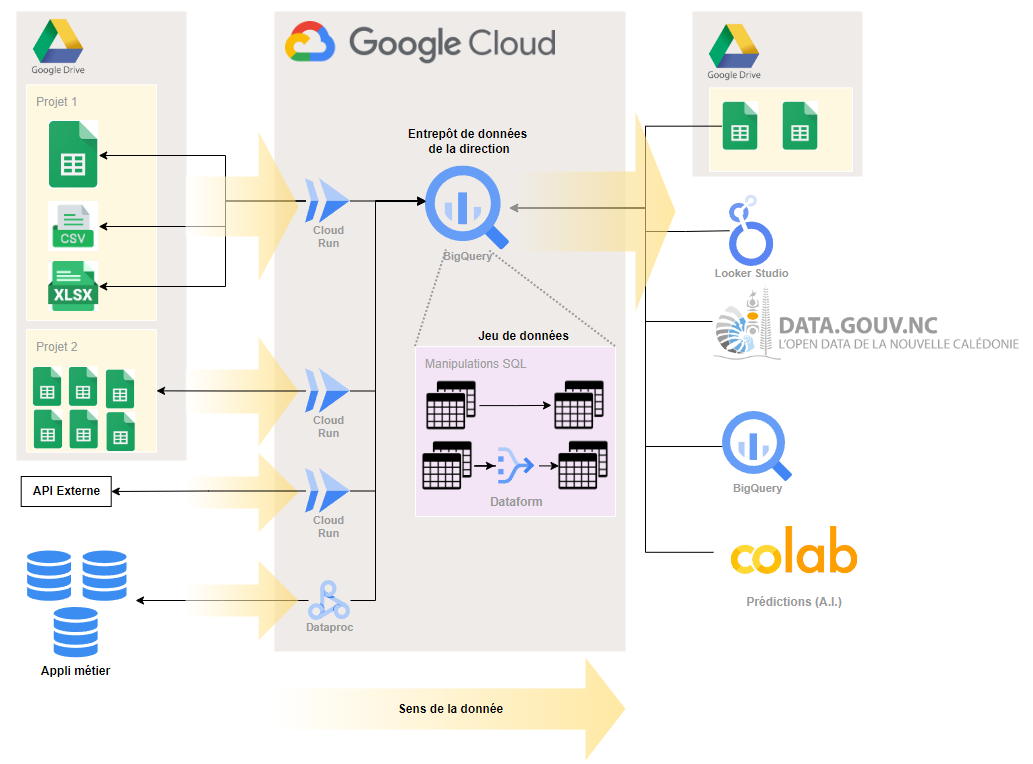 Google Drive
Projet 1
CSV
XLSX
Projet 2
API Externe
Appli métier
Google Cloud
Entrepôt de données
de la direction
Cloud
Run
BigQuery
Cloud
Run
Cloud
Run
Dataproc
Jeu de données
Manipulations SQL
Dataform
Sens de la donnée
Google Drive
Looker Studio
DATA.GOUV.NC
L'OPEN DATA DE LA NOUVELLE CALÉDONIE
BigQuery
colab
Prédictions (A.I.)